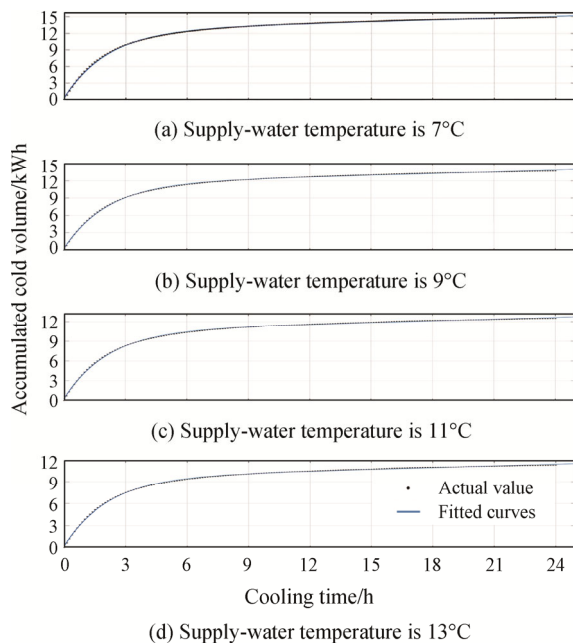 Accumulated cold volume/kWh
15
12
9
6
3
0
(a) Supply-water temperature is 7°C
15
12
9
6
3
0
(b) Supply-water temperature is 9°C
12
9
6
3
0
(c) Supply-water temperature is 11°C
12
9
6
3
0
Actual value
Fitted curves
0 3 6 9 12 15 18 21 24
Cooling time/h
(d) Supply-water temperature is 13°C